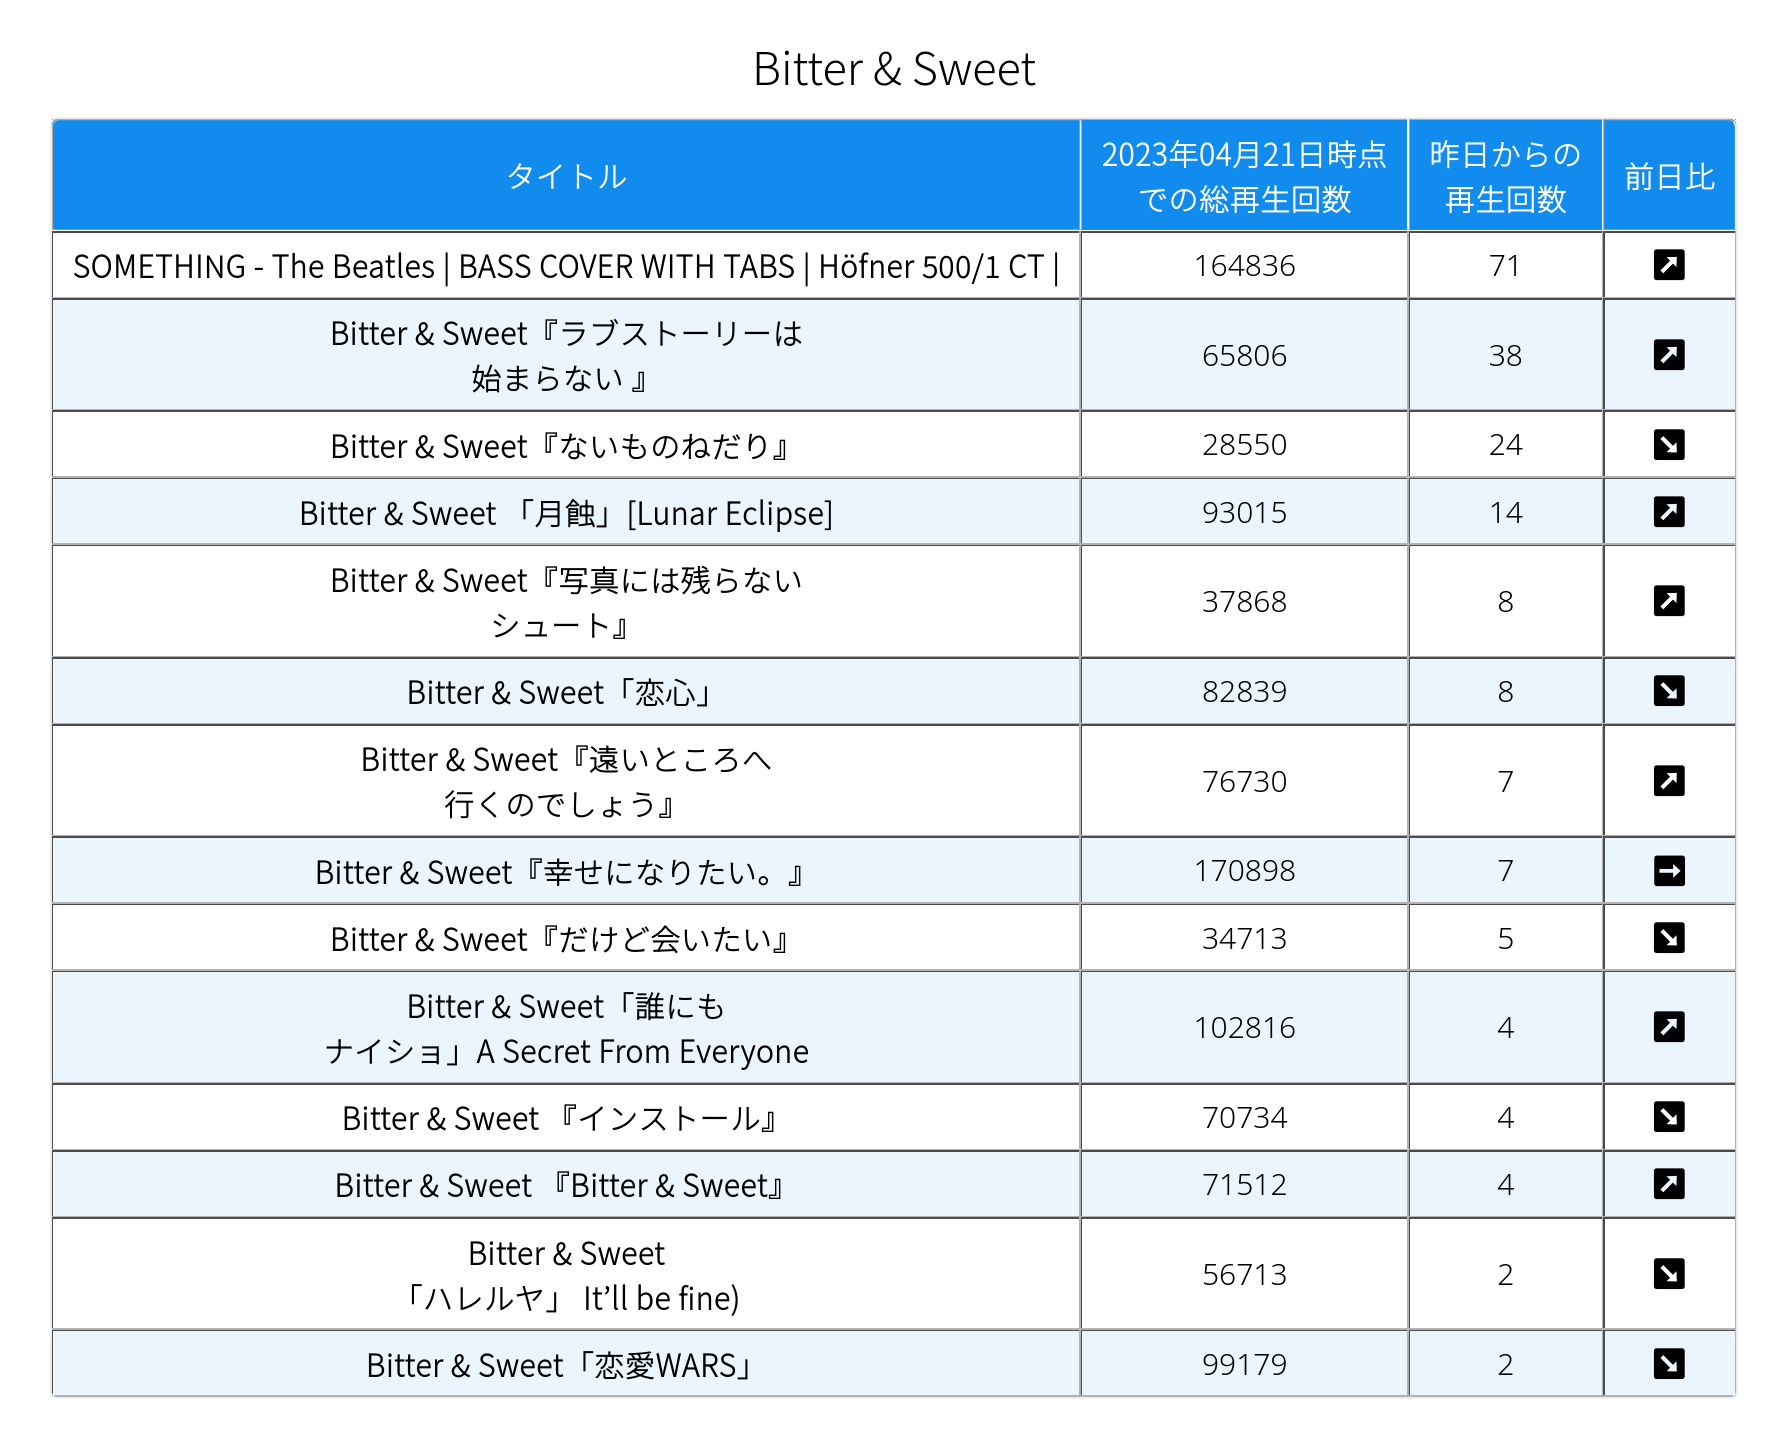 Bitter & Sweet
タイトル
2023年04月21日時点
での総再生回数
昨日からの
再生回数
前日比
SOMETHING - The Beatles | BASS COVER WITH TABS | Höfner 500/1 CT |
164836
71
Bitter & Sweet『ラブストーリーは
始まらない 』
65806
38
Bitter & Sweet『ないものねだり』
28550
24
Bitter & Sweet 「月蝕」[Lunar Eclipse]
93015
14
Bitter & Sweet『写真には残らない
シュート』
37868
8
Bitter & Sweet「恋心」
82839
8
Bitter & Sweet『遠いところへ
行くのでしょう』
76730
7
Bitter & Sweet『幸せになりたい。』
170898
7
Bitter & Sweet『だけど会いたい』
34713
5
Bitter & Sweet「誰にも
ナイショ」A Secret From Everyone
102816
4
Bitter & Sweet 『インストール』
70734
4
Bitter & Sweet 『Bitter & Sweet』
71512
4
Bitter & Sweet
「ハレルヤ」 It’ll be fine)
56713
2
Bitter & Sweet「恋愛WARS」
99179
2